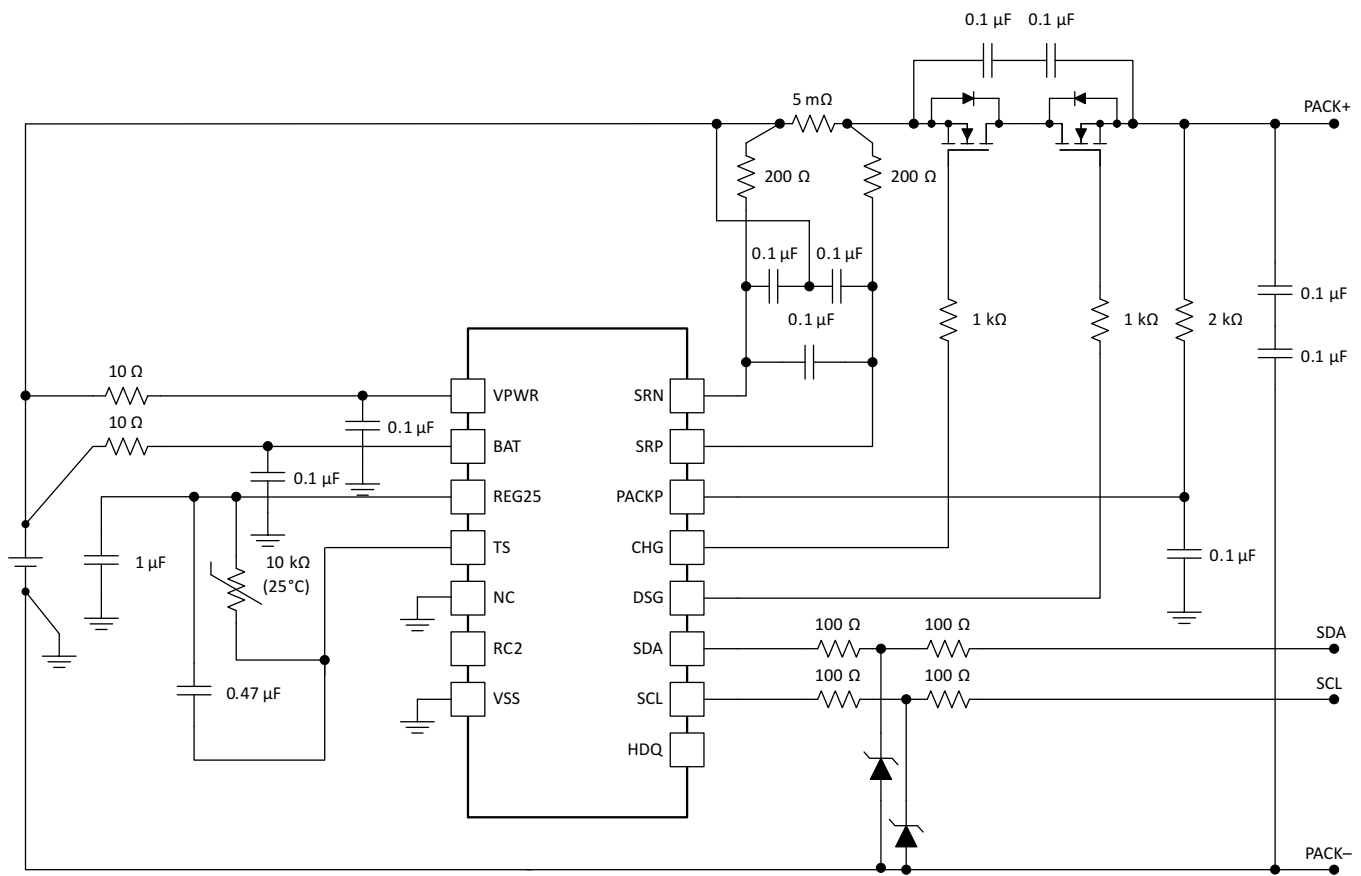 0.1 µF 0.1 µF
5 mΩ
PACK+
200 Ω
200 Ω
0.1 µF
0.1 µF
0.1 µF
0.1 µF
1 kΩ
1 kΩ
2 kΩ
0.1 µF
10 Ω
VPWR
SRN
10 Ω
0.1 µF
BAT
SRP
0.1 µF
REG25
PACKP
1 µF
10 kΩ
(25°C)
TS
CHG
0.1 µF
NC
DSG
100 Ω
100 Ω
SDA
RC2
SDA
100 Ω
100 Ω
SCL
0.47 µF
VSS
SCL
HDQ
PACK–